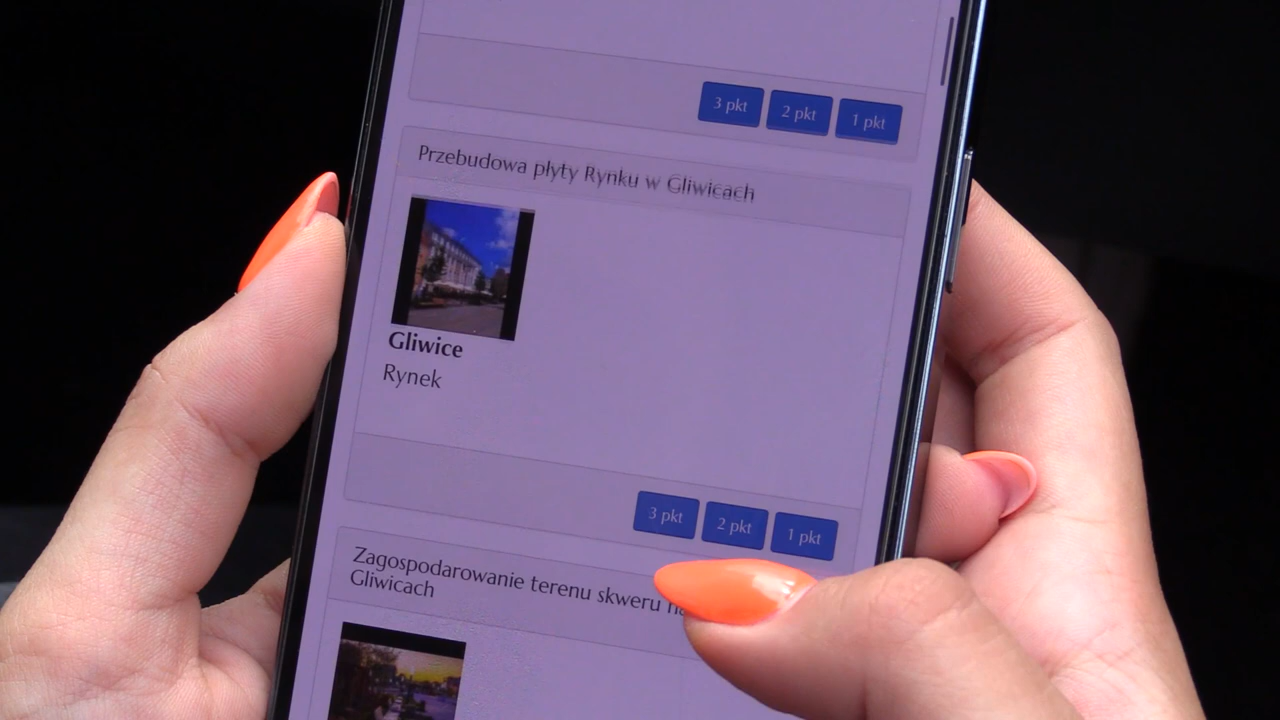 3 pkt 2 pkt 1 pkt
Przebudowa płyty Rynku w Gliwicach
Gliwice
Rynek
3 pkt 2 pkt 1 pkt
Zagospodarowanie terenu skweru
Gliwicach